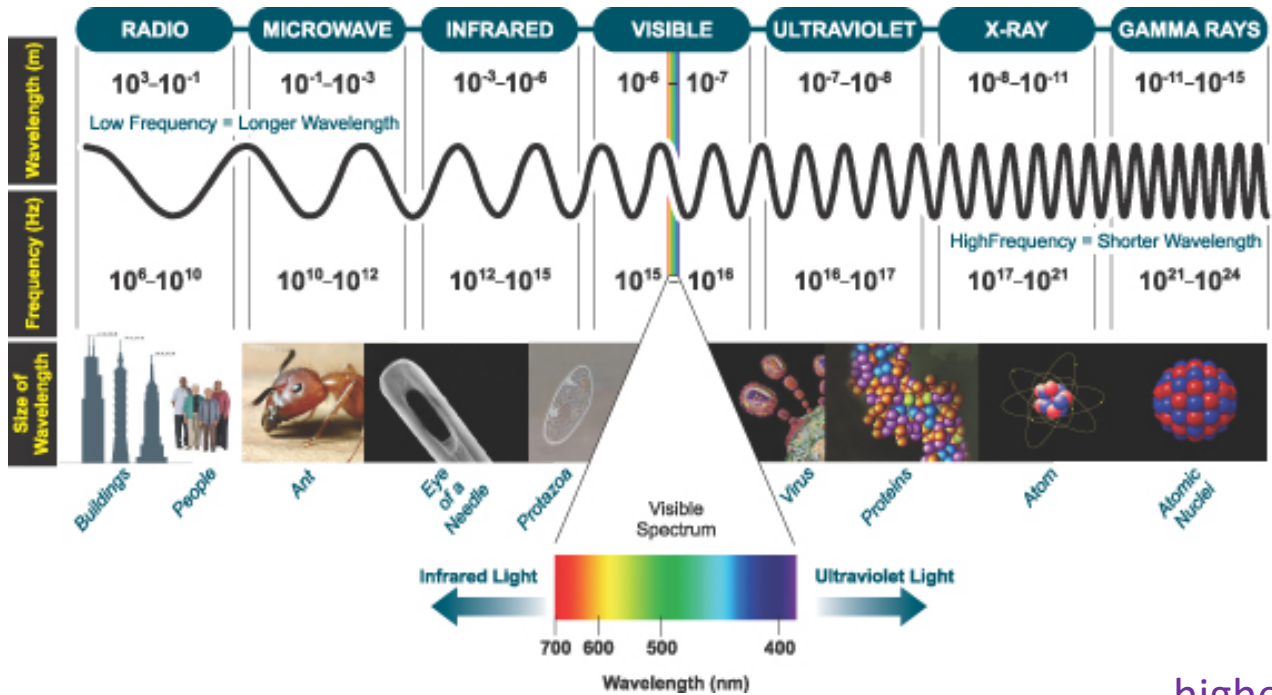 RADIO MICROWAVE INFRARED VISIBLE ULTRAVIOLET X-RAY GAMMA RAYS
Wavelength (m)
10³–10⁻¹ 10⁻¹–10⁻³ 10⁻³–10⁻⁶ 10⁻⁶ – 10⁻⁷ 10⁻⁷–10⁻⁸ 10⁻⁸–10⁻¹¹ 10⁻¹¹–10⁻¹⁵
Low Frequency = Longer Wavelength
Frequency (Hz)
HighFrequency = Shorter Wavelength
10⁶–10¹⁰ 10¹⁰–10¹² 10¹²–10¹⁵ 10¹⁵ – 10¹⁶ 10¹⁶–10¹⁷ 10¹⁷–10²¹ 10²¹–10²⁴
Size of
Wavelength
Buildings
People
Ant
Eye
of a
Needle
Protazoa
Virus
Proteins
Atom
Atomic
Nuclei
Visible
Spectrum
Infrared Light
Ultraviolet Light
700 600 500 400
Wavelength (nm)